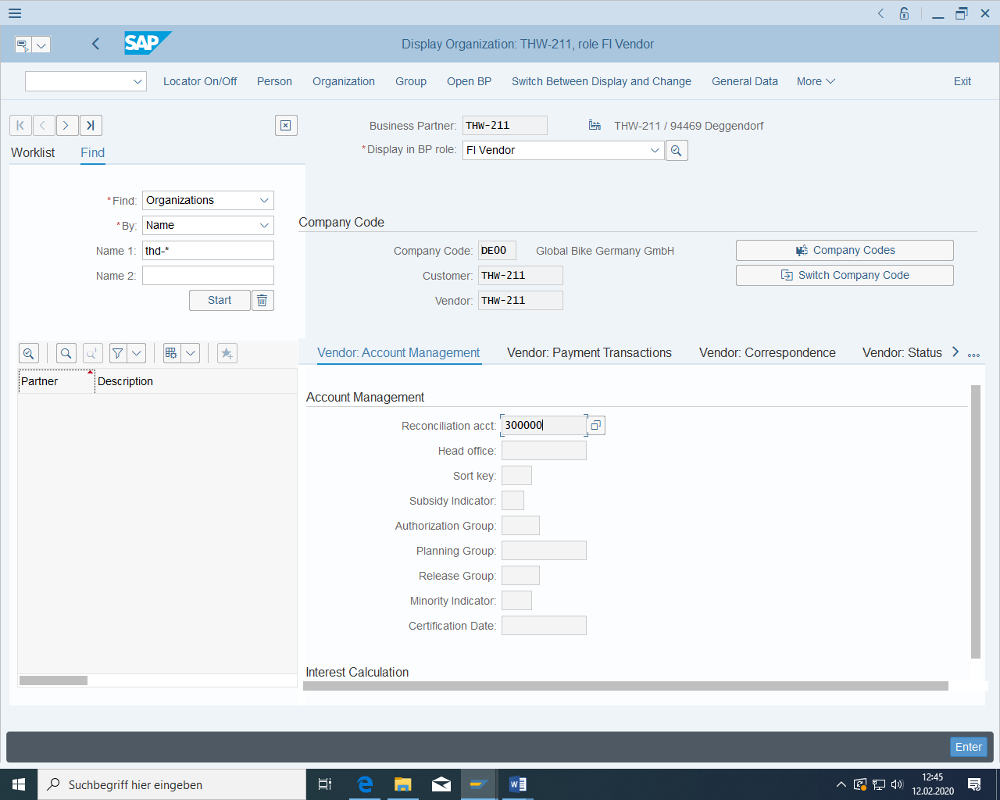 SAP
Display Organization: THW-211, role FI Vendor
Locator On/Off Person Organization Group Open BP Switch Between Display and Change General Data More Exit
Business Partner: THW-211 THW-211 / 94469 Deggendorf
*Display in BP role: FI Vendor
Worklist Find
*Find: Organizations
*By: Name
Name 1: thd-*
Name 2:
Start
Company Code
Company Code: DE00 Global Bike Germany GmbH Company Codes
Customer: THW-211 Switch Company Code
Vendor: THW-211
Vendor: Account Management Vendor: Payment Transactions Vendor: Correspondence Vendor: Status
Partner Description
Account Management
Reconciliation acct: 300000
Head office:
Sort key:
Subsidy Indicator:
Authorization Group:
Planning Group:
Release Group:
Minority Indicator:
Certification Date:
Interest Calculation
Enter
Suchbegriff hier eingeben
12:45
12.02.2020